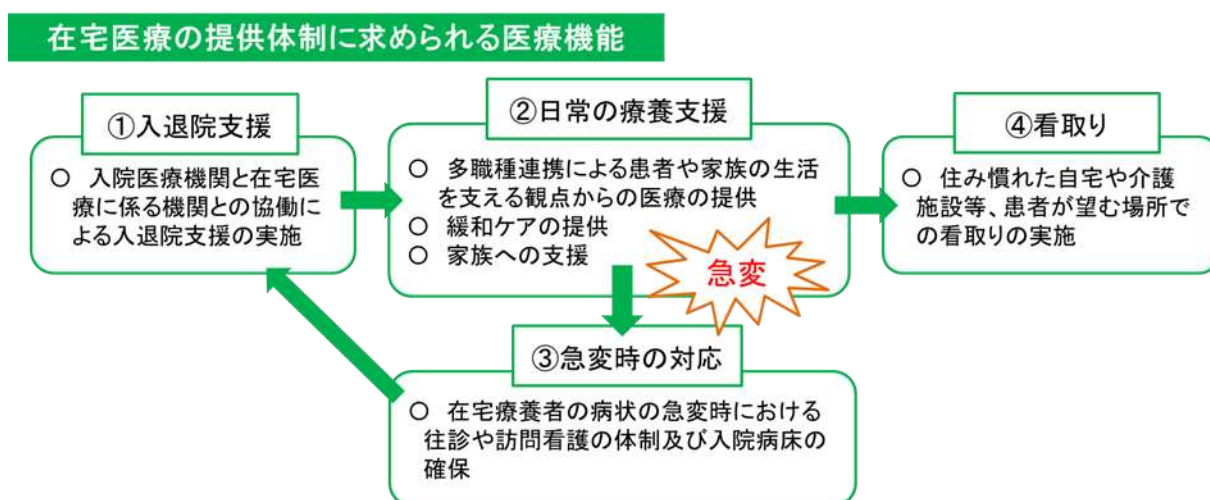 在宅医療の提供体制に求められる医療機能
①入退院支援
○ 入院医療機関と在宅医
療に係る機関との協働に
よる入退院支援の実施
②日常の療養支援
○ 多職種連携による患者や家族の生活
を支える観点からの医療の提供
○ 緩和ケアの提供
○ 家族への支援
急変
③急変時の対応
○ 在宅療養者の病状の急変時における
往診や訪問看護の体制及び入院病床の
確保
④看取り
○ 住み慣れた自宅や介護
施設等、患者が望む場所で
の看取りの実施